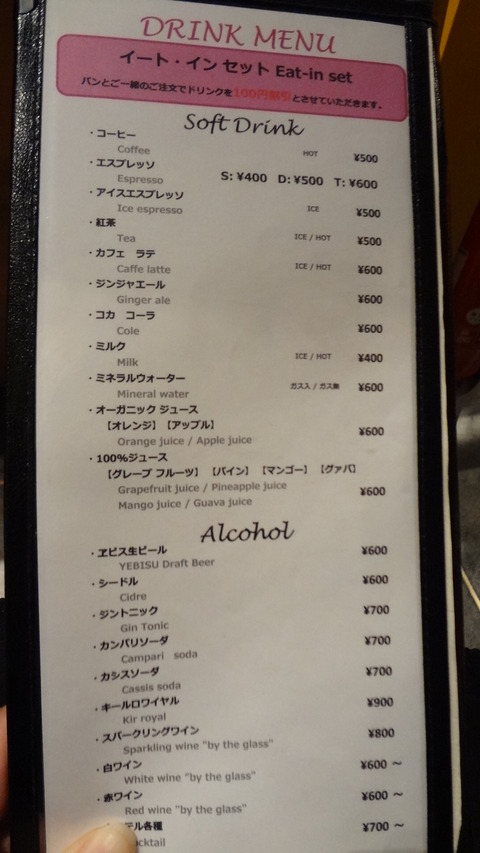 DRINK MENU
イート・イン セット Eat-in set
パンとご一緒のご注文でドリンクを100円割引とさせていただきます。
Soft Drink
・コーヒー
Coffee HOT ¥500
・エスプレッソ
Espresso S: ¥400 D: ¥500 T: ¥600
・アイスエスプレッソ
Ice espresso ICE ¥500
・紅茶
Tea ICE / HOT ¥500
・カフェ ラテ
Caffe latte ICE / HOT ¥600
・ジンジャエール
Ginger ale ¥600
・コカ コーラ
Cole ¥600
・ミルク
Milk ICE / HOT ¥400
・ミネラルウォーター
Mineral water ガス入 / ガス無 ¥600
・オーガニック ジュース
【オレンジ】【アップル】
Orange juice / Apple juice ¥600
・100%ジュース
【グレープ フルーツ】【パイン】【マンゴー】【グァバ】
Grapefruit juice / Pineapple juice
Mango juice / Guava juice ¥600
Alcohol
・ヱビス生ビール ¥600
YEBISU Draft Beer
・シードル ¥600
Cidre
・ジントニック ¥700
Gin Tonic
・カンパリソーダ ¥700
Campari soda
・カシスソーダ ¥700
Cassis soda
・キールロワイヤル ¥900
Kir royal
・スパークリングワイン ¥800
Sparkling wine "by the glass"
・白ワイン ¥600 ～
White wine "by the glass"
・赤ワイン ¥600 ～
Red wine "by the glass"
テル各種 ¥700 ～
cktail